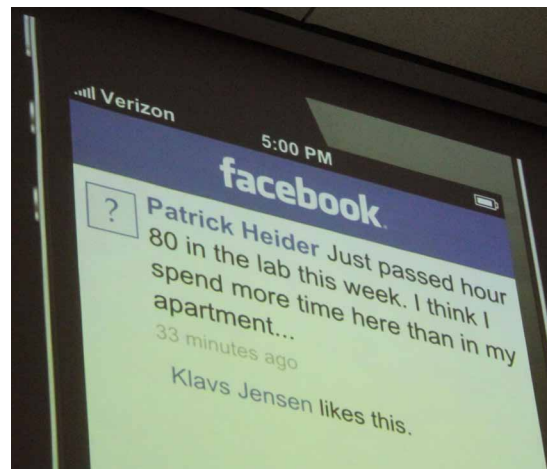 Verizon
5:00 PM
facebook
?
Patrick Heider Just passed hour
80 in the lab this week. I think I
spend more time here than in my
apartment...
33 minutes ago
Klavs Jensen likes this.